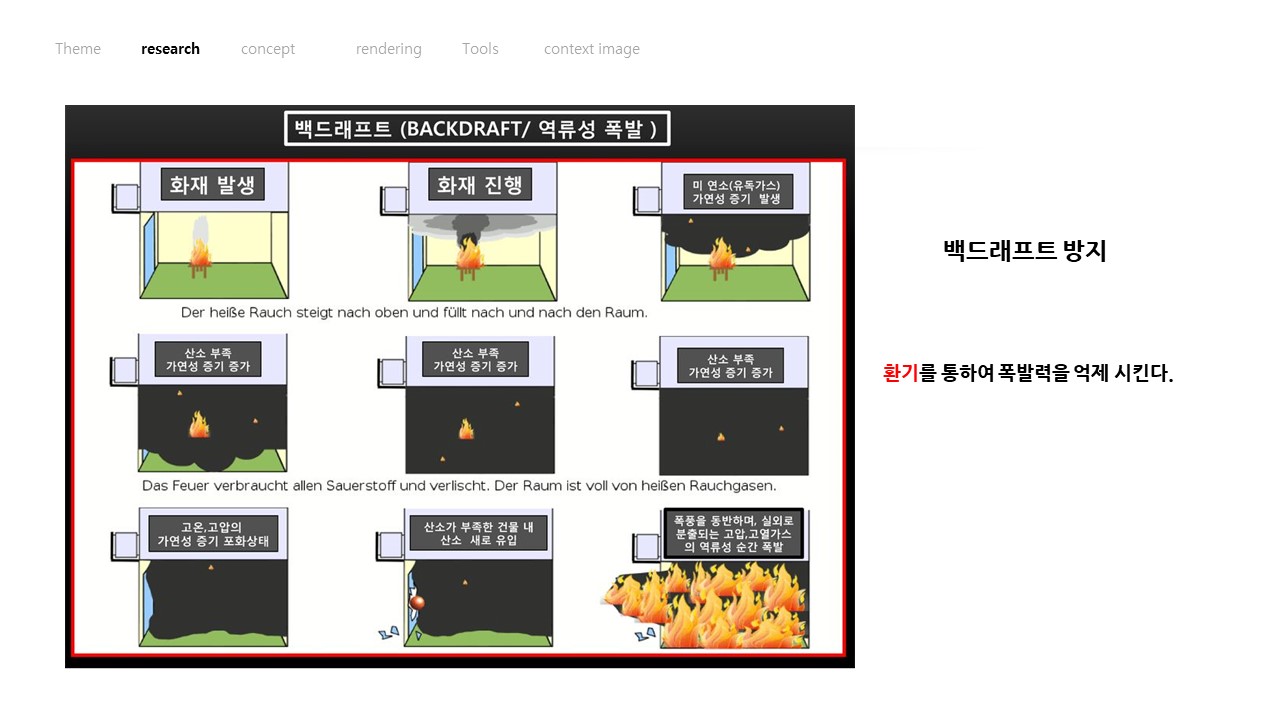 Theme research concept rendering Tools context image
백드래프트 (BACKDRAFT/ 역류성 폭발 )
화재 발생
화재 진행
미 연소(유독가스)
가연성 증기 발생
Der heiße Rauch steigt nach oben und füllt nach und nach den Raum.
산소 부족
가연성 증기 증가
산소 부족
가연성 증기 증가
산소 부족
가연성 증기 증가
Das Feuer verbraucht allen Sauerstoff und verlischt. Der Raum ist voll von heißen Rauchgasen.
고온,고압의
가연성 증기 포화상태
산소가 부족한 건물 내
산소 새로 유입
폭풍을 동반하며, 실외로
분출되는 고압,고열가스
의 역류성 순간 폭발
백드래프트 방지
환기를 통하여 폭발력을 억제 시킨다.